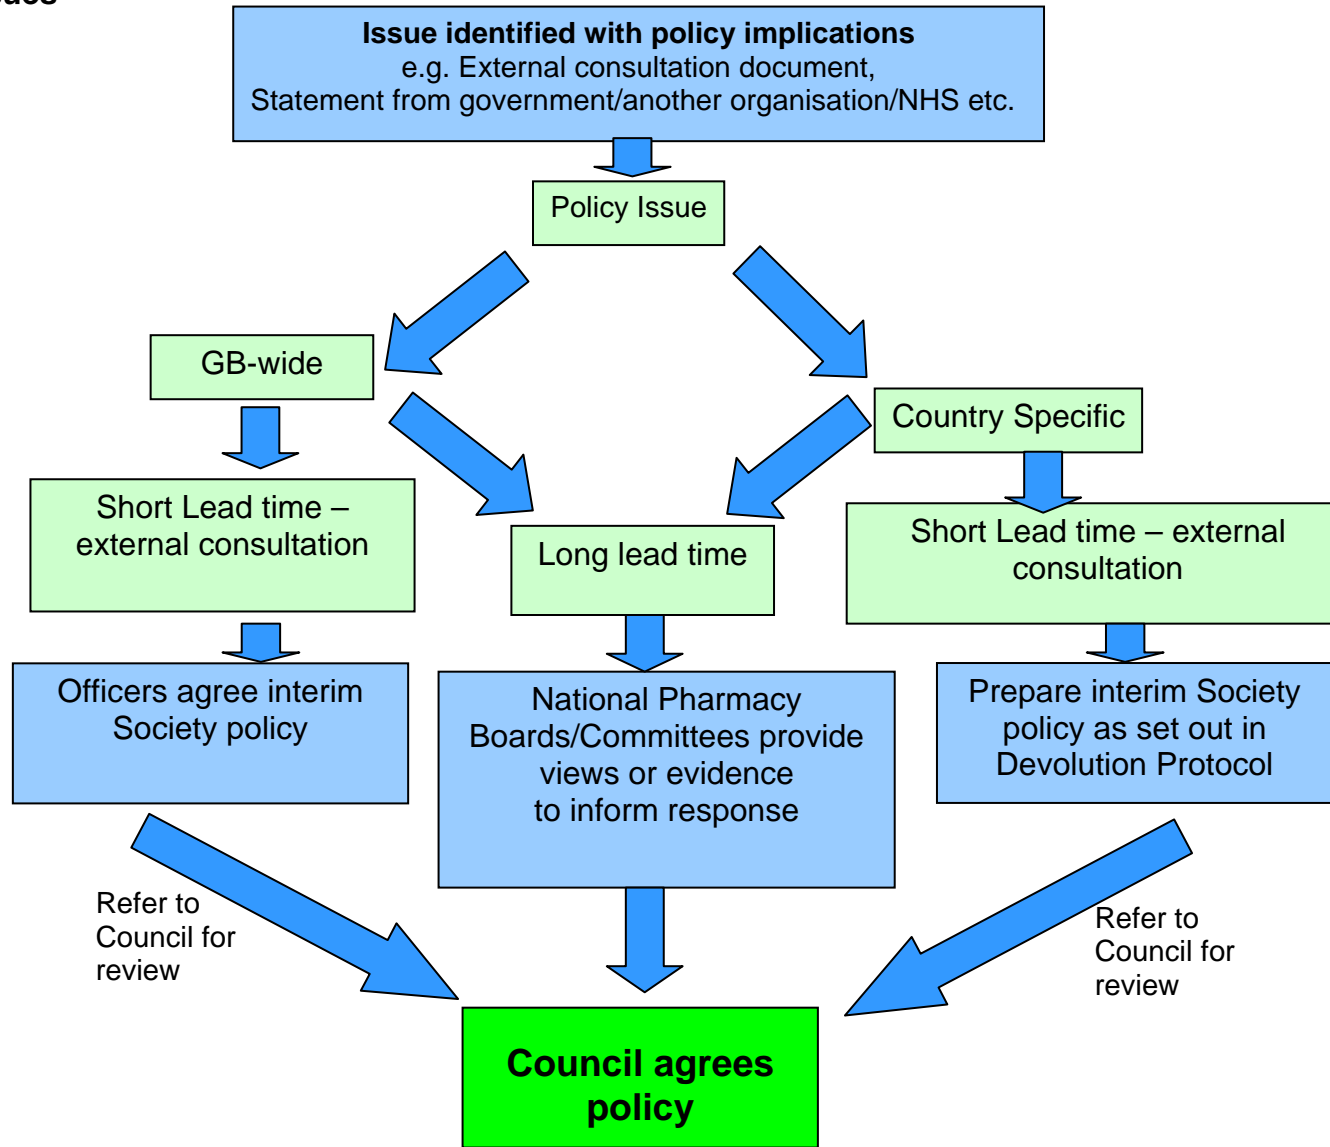 Issue identified with policy implications
e.g. External consultation document,
Statement from government/another organisation/NHS etc.
Policy Issue
GB-wide
Country Specific
Short Lead time –
external consultation
Long lead time
Short Lead time – external
consultation
Officers agree interim
Society policy
National Pharmacy
Boards/Committees provide
views or evidence
to inform response
Prepare interim Society
policy as set out in
Devolution Protocol
Refer to
Council for
review
Refer to
Council for
review
Council agrees
policy